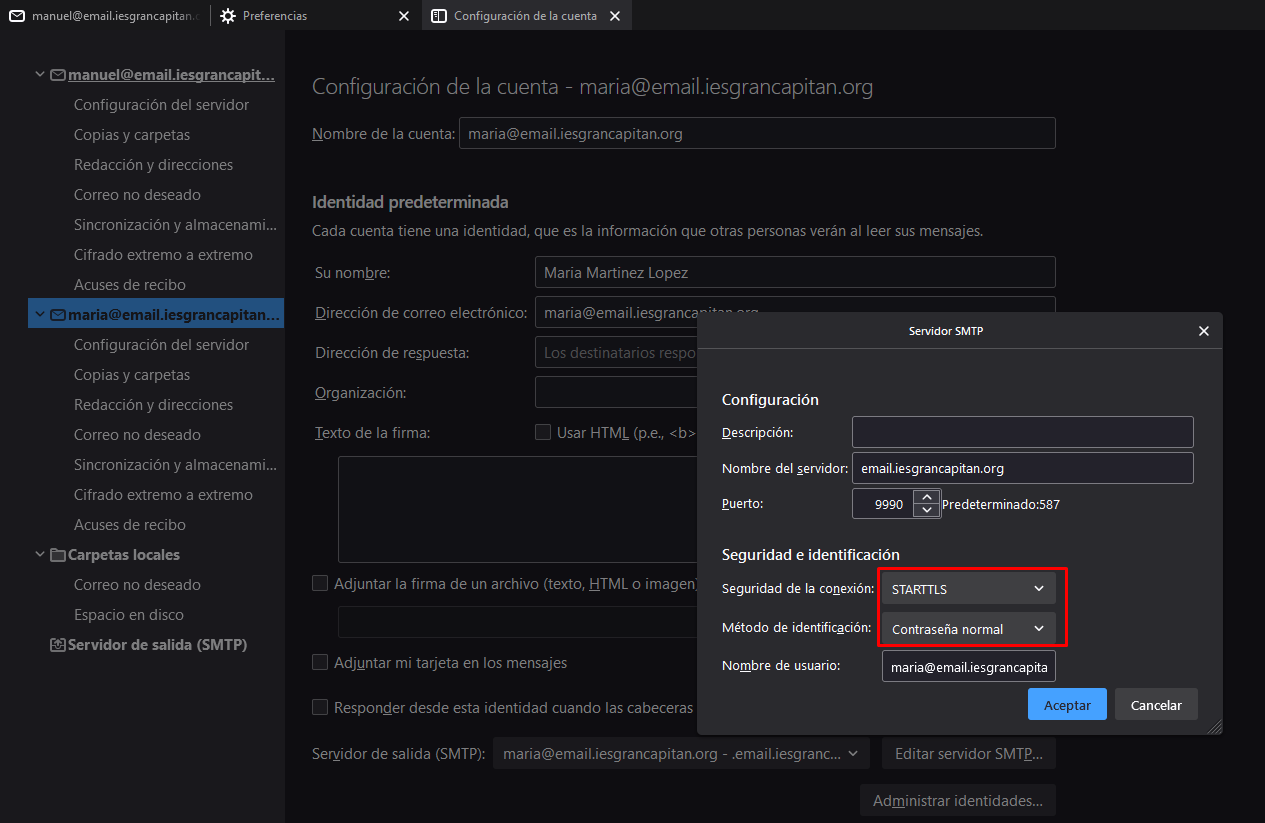 manuel@email.iesgrancapitan.o
Preferencias
Configuración de la cuenta
manuel@email.iesgrancapit...
Configuración del servidor
Copias y carpetas
Redacción y direcciones
Correo no deseado
Sincronización y almacenami...
Cifrado extremo a extremo
Acuses de recibo
maria@email.iesgrancapitan...
Configuración del servidor
Copias y carpetas
Redacción y direcciones
Correo no deseado
Sincronización y almacenami...
Cifrado extremo a extremo
Acuses de recibo
Carpetas locales
Correo no deseado
Espacio en disco
Servidor de salida (SMTP)
Configuración de la cuenta - maria@email.iesgrancapitan.org
Nombre de la cuenta: maria@email.iesgrancapitan.org
Identidad predeterminada
Cada cuenta tiene una identidad, que es la información que otras personas verán al leer sus mensajes.
Su nombre: Maria Martinez Lopez
Dirección de correo electrónico: maria@email.iesgrancapitan.org
Dirección de respuesta: Los destinatarios respo
Organización:
Texto de la firma: Usar HTML (p.e., <b>
Adjuntar la firma de un archivo (texto, HTML o imagen)
Adjuntar mi tarjeta en los mensajes
Responder desde esta identidad cuando las cabeceras
Servidor de salida (SMTP): maria@email.iesgrancapitan.org - .email.iesgranc... Editar servidor SMTP...
Administrar identidades...
Servidor SMTP
Configuración
Descripción:
Nombre del servidor: email.iesgrancapitan.org
Puerto: 9990 Predeterminado:587
Seguridad e identificación
Seguridad de la conexión: STARTTLS
Método de identificación: Contraseña normal
Nombre de usuario: maria@email.iesgrancapita
Aceptar Cancelar